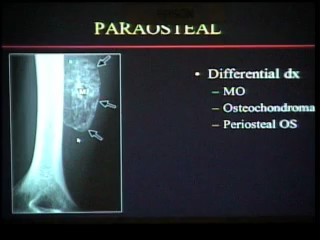 PARAOSTEAL
• Differential dx
– MO
– Osteochondroma
– Periosteal OS